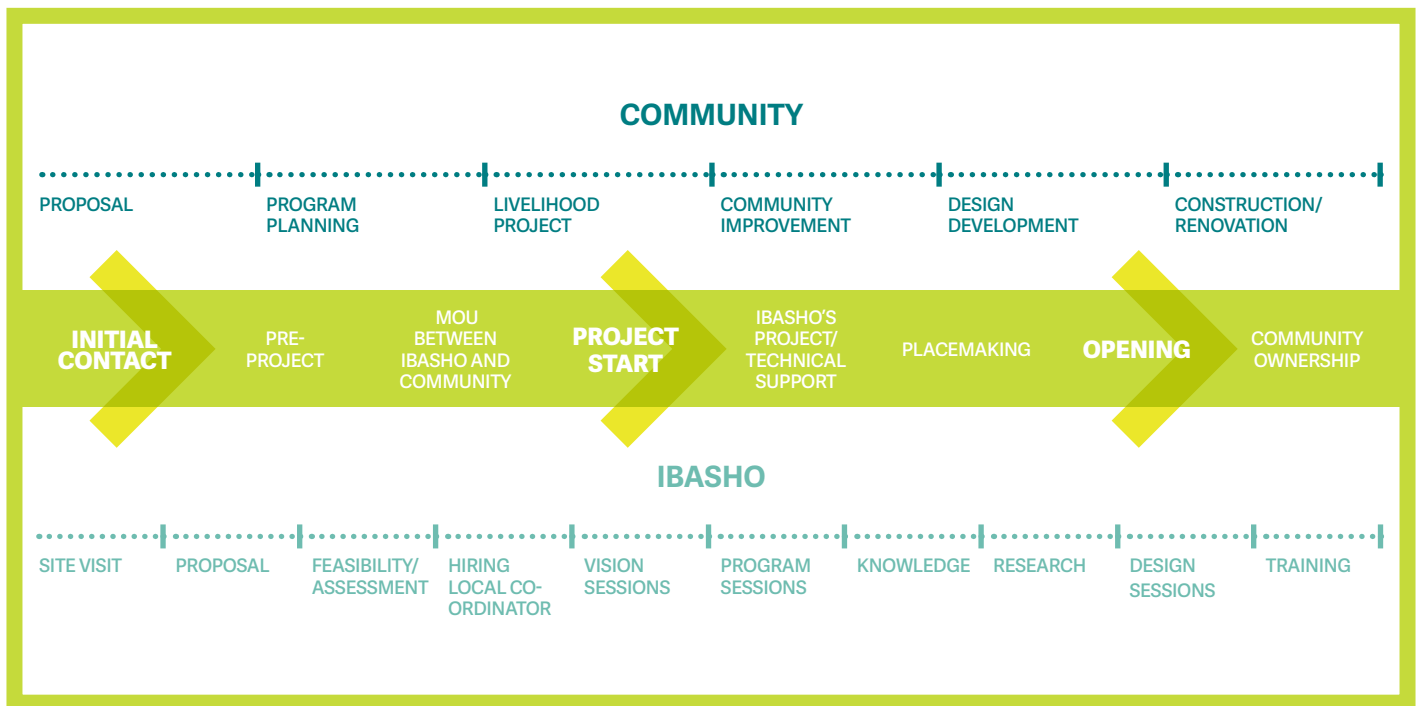 COMMUNITY
PROPOSAL
PROGRAM
PLANNING
LIVELIHOOD
PROJECT
COMMUNITY
IMPROVEMENT
DESIGN
DEVELOPMENT
CONSTRUCTION/
RENOVATION
INITIAL
CONTACT
PRE-
PROJECT
MOU
BETWEEN
IBASHO AND
COMMUNITY
PROJECT
START
IBASHO'S
PROJECT/
TECHNICAL
SUPPORT
PLACEMAKING
OPENING
COMMUNITY
OWNERSHIP
IBASHO
SITE VISIT
PROPOSAL
FEASIBILITY/
ASSESSMENT
HIRING
LOCAL CO-
ORDINATOR
VISION
SESSIONS
PROGRAM
SESSIONS
KNOWLEDGE
RESEARCH
DESIGN
SESSIONS
TRAINING